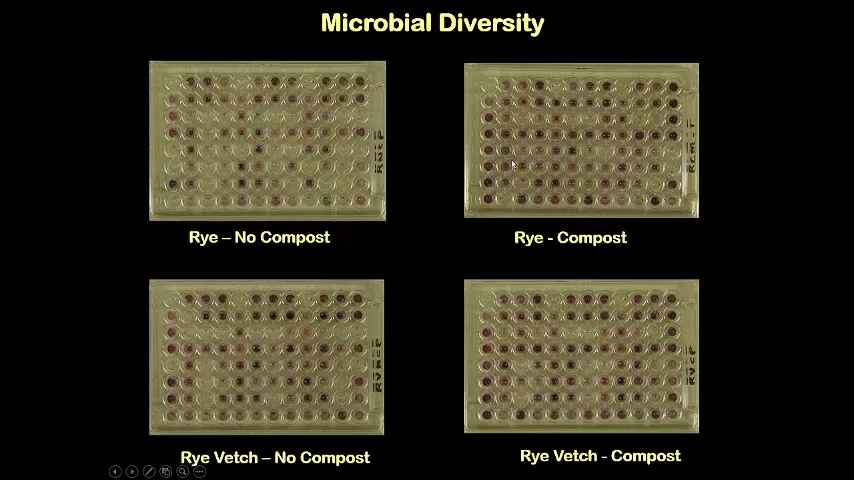 Microbial Diversity
Rye – No Compost
Rye - Compost
Rye Vetch – No Compost
Rye Vetch - Compost